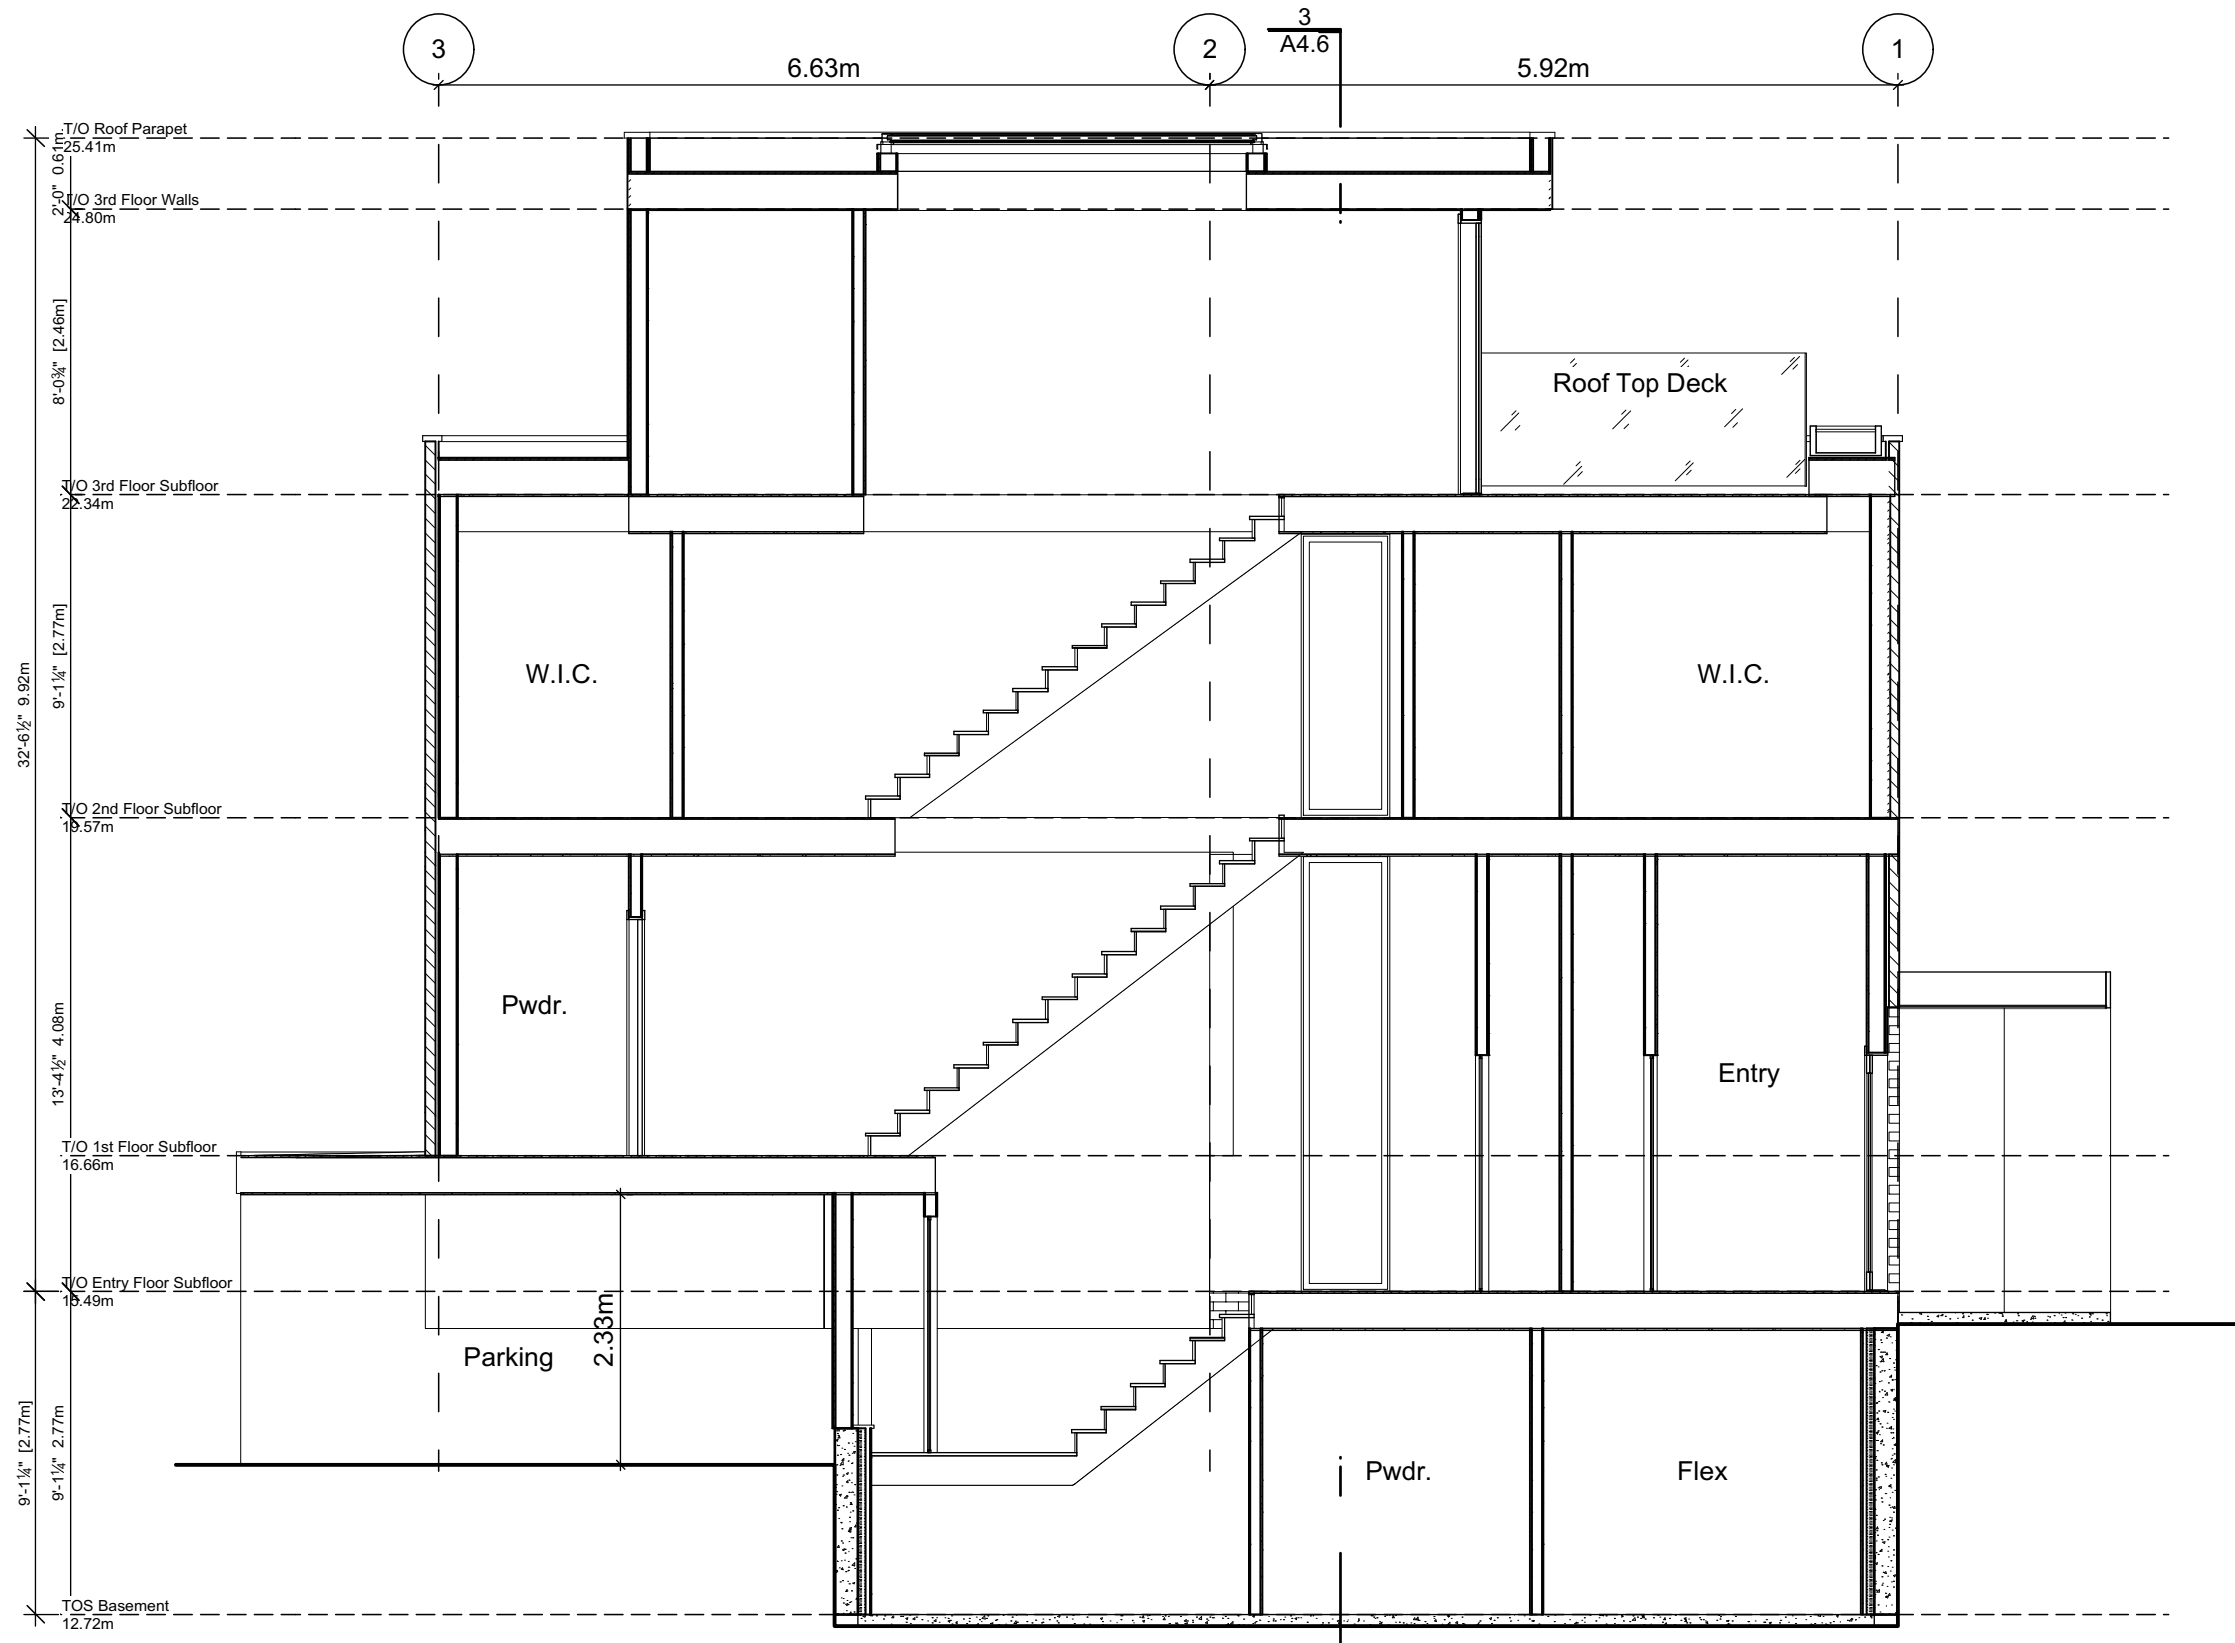 3
2
1
3
A4.6
6.63m
5.92m
T/O Roof Parapet
25.41m
2'-0" 0.61m
T/O 3rd Floor Walls
24.80m
8'-0¾" [2.46m]
Roof Top Deck
T/O 3rd Floor Subfloor
22.34m
9'-1¼" [2.77m]
W.I.C.
W.I.C.
32'-6½" 9.92m
T/O 2nd Floor Subfloor
19.57m
Pwdr.
13'-4½" 4.08m
Entry
T/O 1st Floor Subfloor
16.66m
T/O Entry Floor Subfloor
15.49m
Parking
2.33m
9'-1¼" [2.77m]
9'-1¼" 2.77m
Pwdr.
Flex
TOS Basement
12.72m